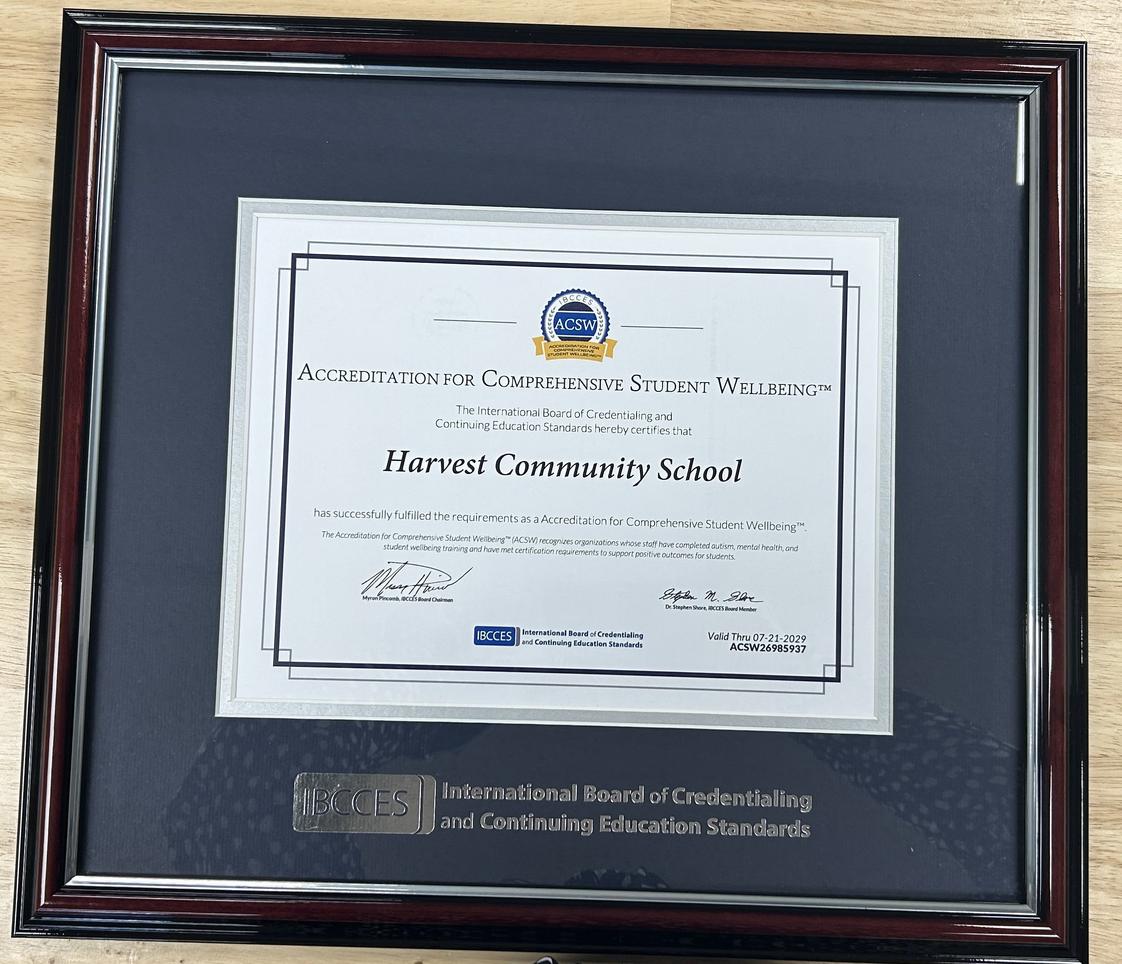 IBCCES
ACSW
ACCREDITATION FOR
COMPREHENSIVE
STUDENT WELLBEING™
ACCREDITATION FOR COMPREHENSIVE STUDENT WELLBEING™
The International Board of Credentialing and
Continuing Education Standards hereby certifies that
Harvest Community School
has successfully fulfilled the requirements as a Accreditation for Comprehensive Student Wellbeing™.
The Accreditation for Comprehensive Student Wellbeing™ (ACSW) recognizes organizations whose staff have completed autism, mental health, and
student wellbeing training and have met certification requirements to support positive outcomes for students.
Stephen M. Shore
Myron Pincomb, IBCCES Board Chairman
Dr. Stephen Shore, IBCCES Board Member
IBCCES
International Board of Credentialing
and Continuing Education Standards
Valid Thru 07-21-2029
ACSW26985937
IBCCES
International Board of Credentialing
and Continuing Education Standards